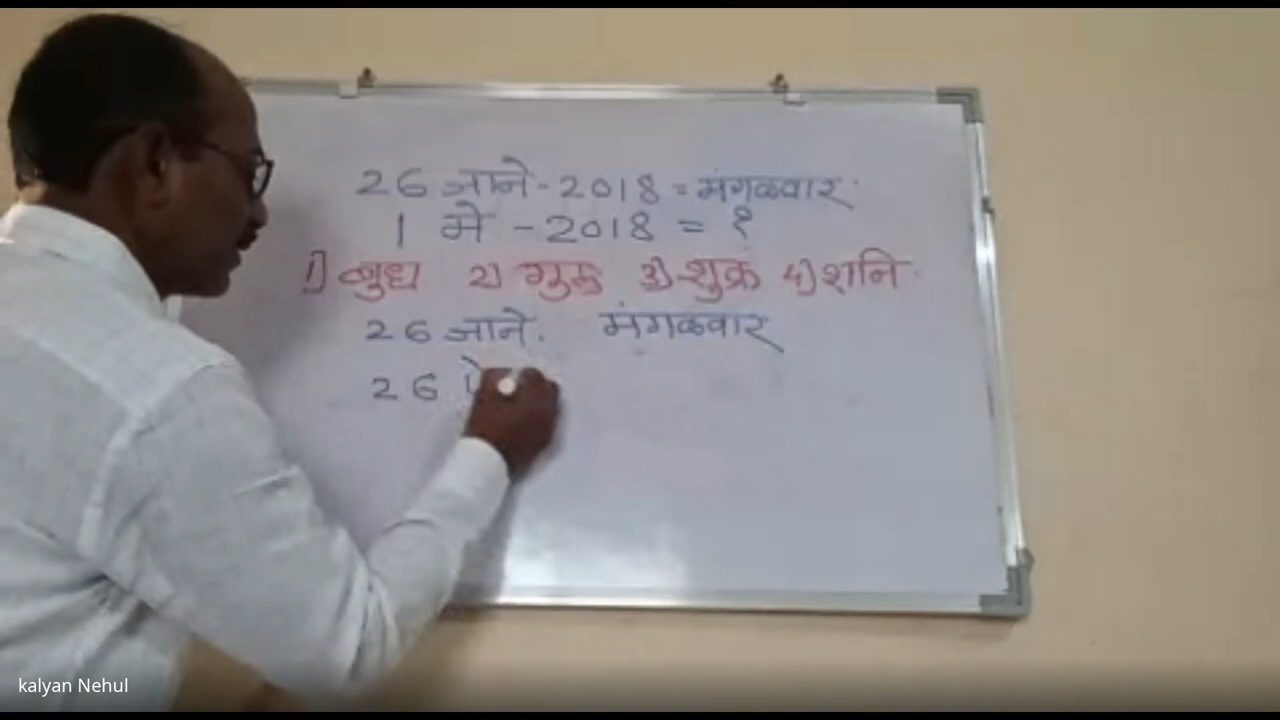 26 जाने - 2018 = मंगळवार.
1 मे - 2018 = ?
1) बुध 2) गुरू 3) शुक्र 4) शनि.
26 जाने. मंगळवार
26 फे
kalyan Nehul